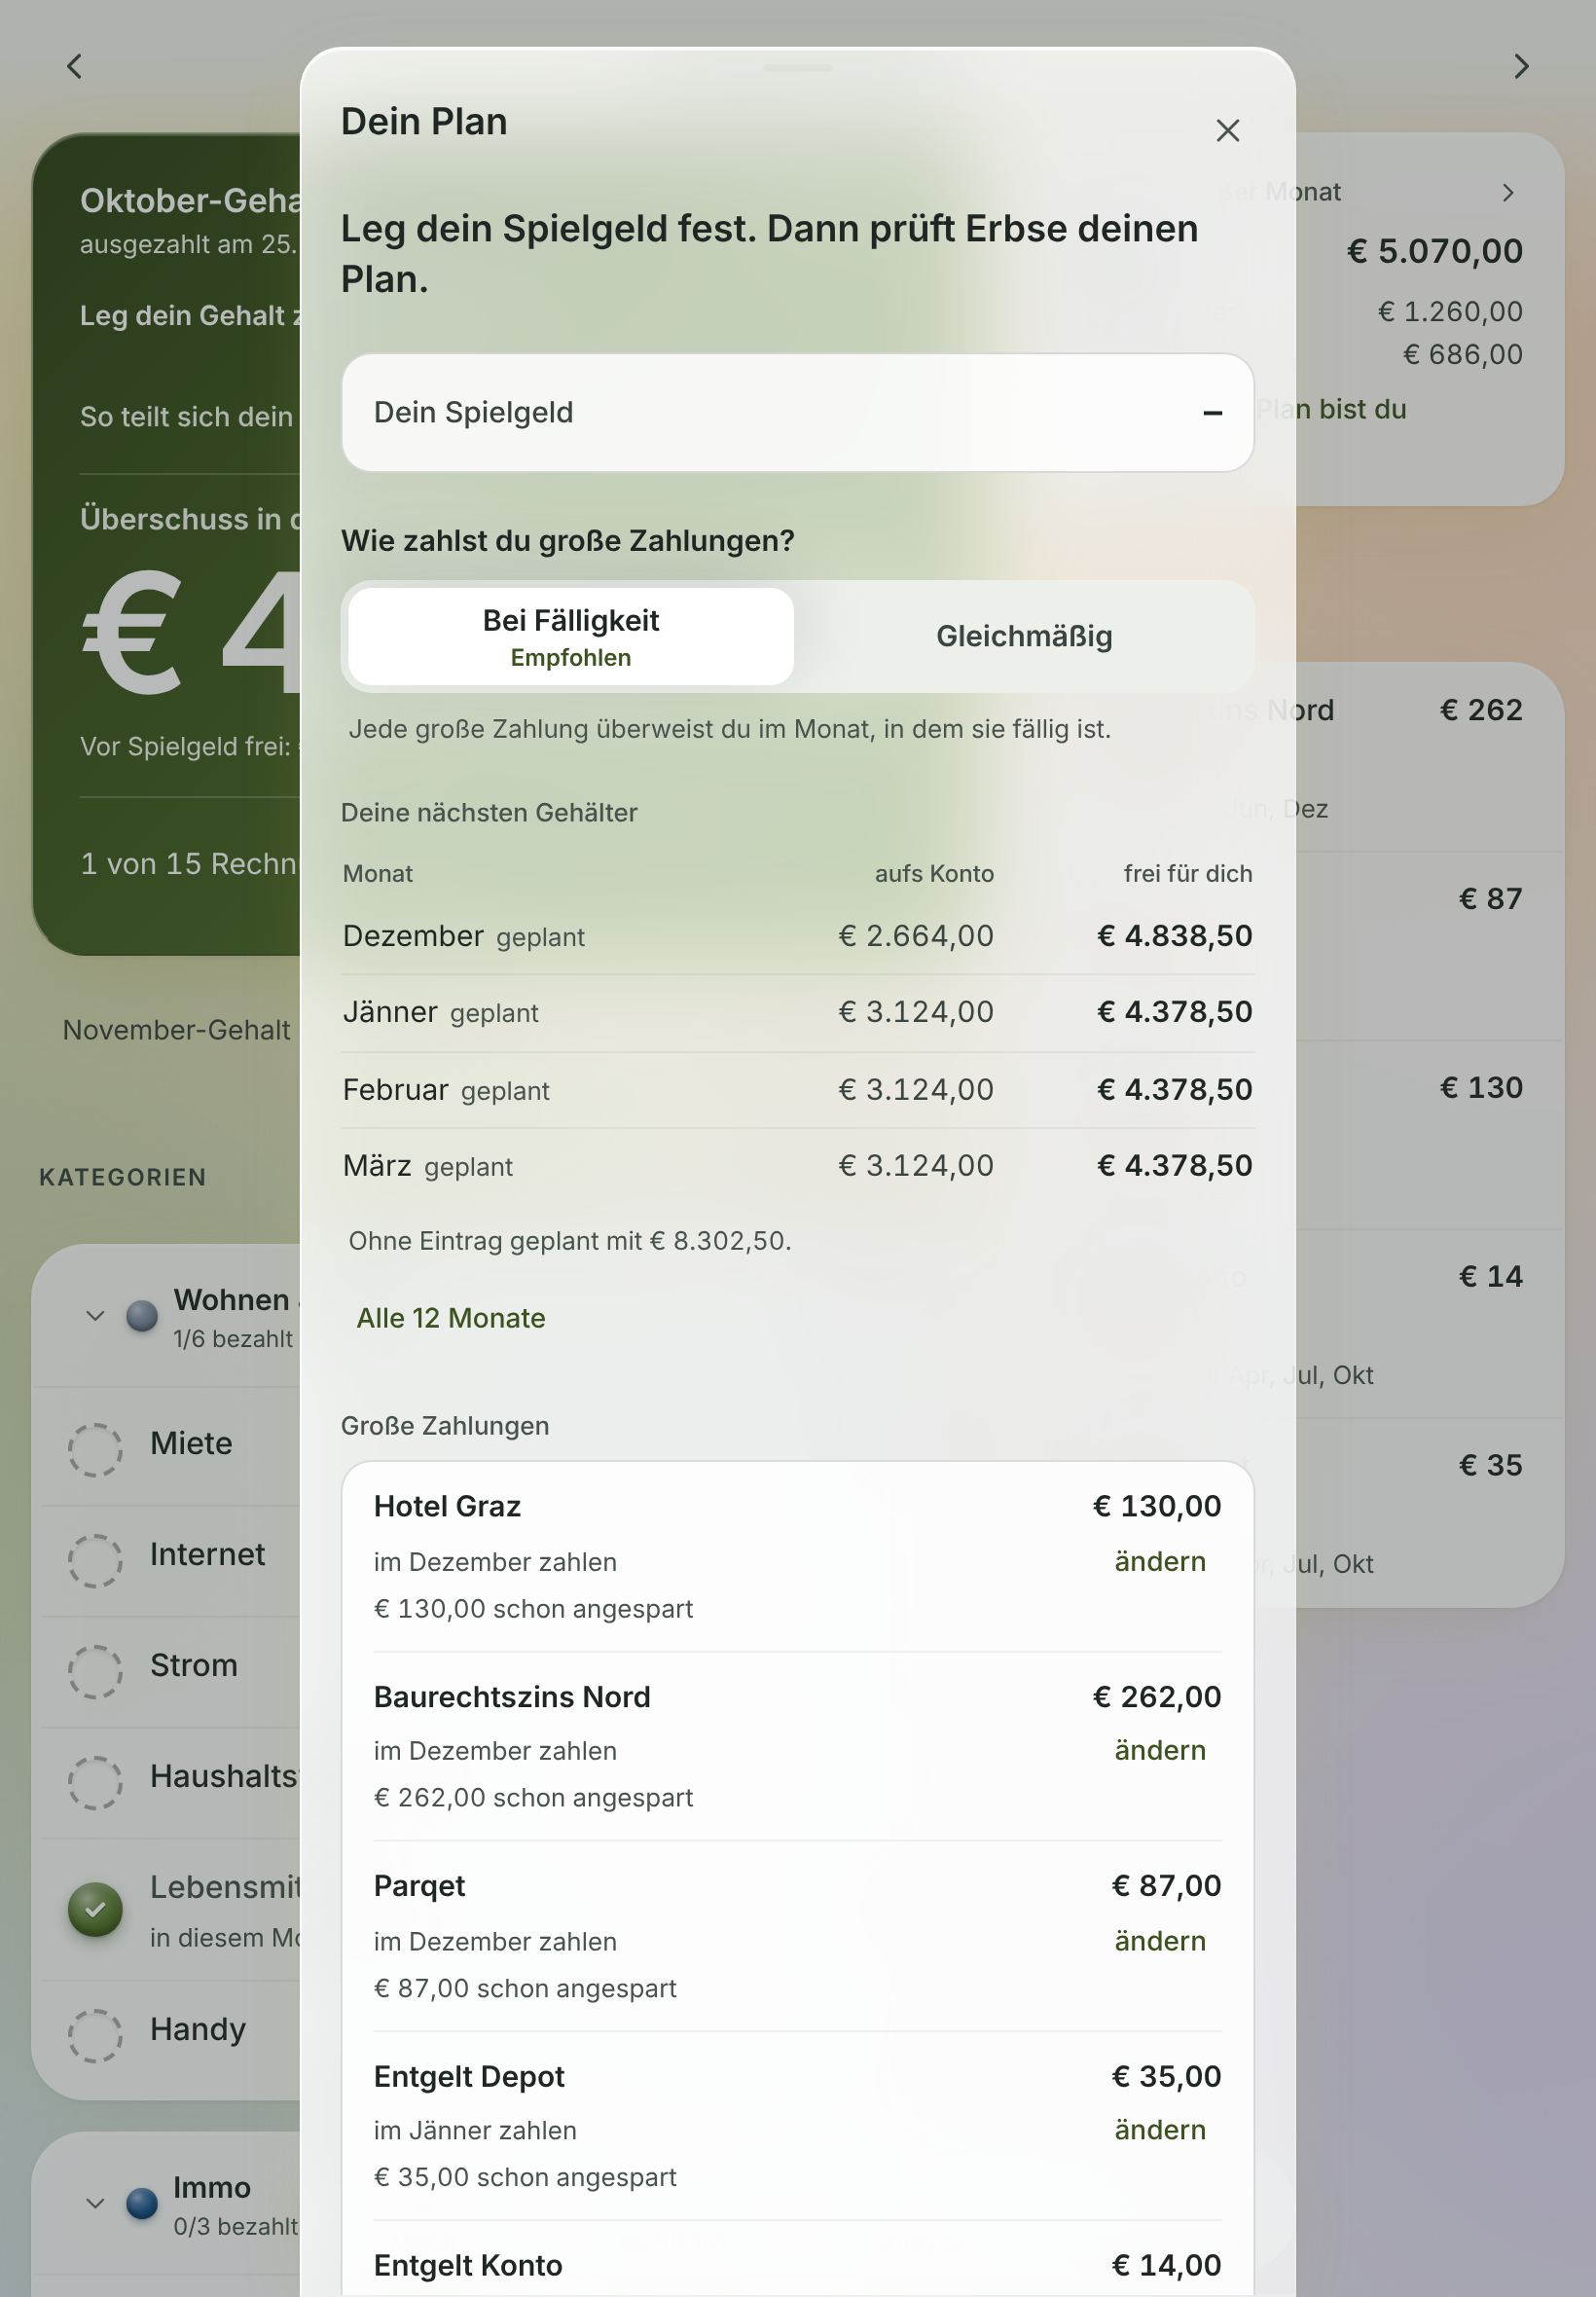 Dein Plan
Leg dein Spielgeld fest. Dann prüft Erbse deinen
Plan.
Dein Spielgeld –
Wie zahlst du große Zahlungen?
Bei Fälligkeit
Empfohlen
Gleichmäßig
Jede große Zahlung überweist du im Monat, in dem sie fällig ist.
Deine nächsten Gehälter
Monat aufs Konto frei für dich
Dezember geplant € 2.664,00 € 4.838,50
Jänner geplant € 3.124,00 € 4.378,50
Februar geplant € 3.124,00 € 4.378,50
März geplant € 3.124,00 € 4.378,50
Ohne Eintrag geplant mit € 8.302,50.
Alle 12 Monate
Große Zahlungen
Hotel Graz € 130,00
im Dezember zahlen ändern
€ 130,00 schon angespart
Baurechtszins Nord € 262,00
im Dezember zahlen ändern
€ 262,00 schon angespart
Parqet € 87,00
im Dezember zahlen ändern
€ 87,00 schon angespart
Entgelt Depot € 35,00
im Jänner zahlen ändern
€ 35,00 schon angespart
Entgelt Konto € 14,00
Oktober-Geha
ausgezahlt am 25.
Leg dein Gehalt z
So teilt sich dein
Überschuss in d
€ 4
Vor Spielgeld frei:
1 von 15 Rechn
November-Gehalt
KATEGORIEN
Wohnen
1/6 bezahlt
Miete
Internet
Strom
Haushalts
Lebensmit
in diesem Mo
Handy
Immo
0/3 bezahlt
Monat
€ 5.070,00
€ 1.260,00
€ 686,00
Plan bist du
Nord € 262
Dez
€ 87
€ 130
€ 14
Apr, Jul, Okt
€ 35
Jul, Okt